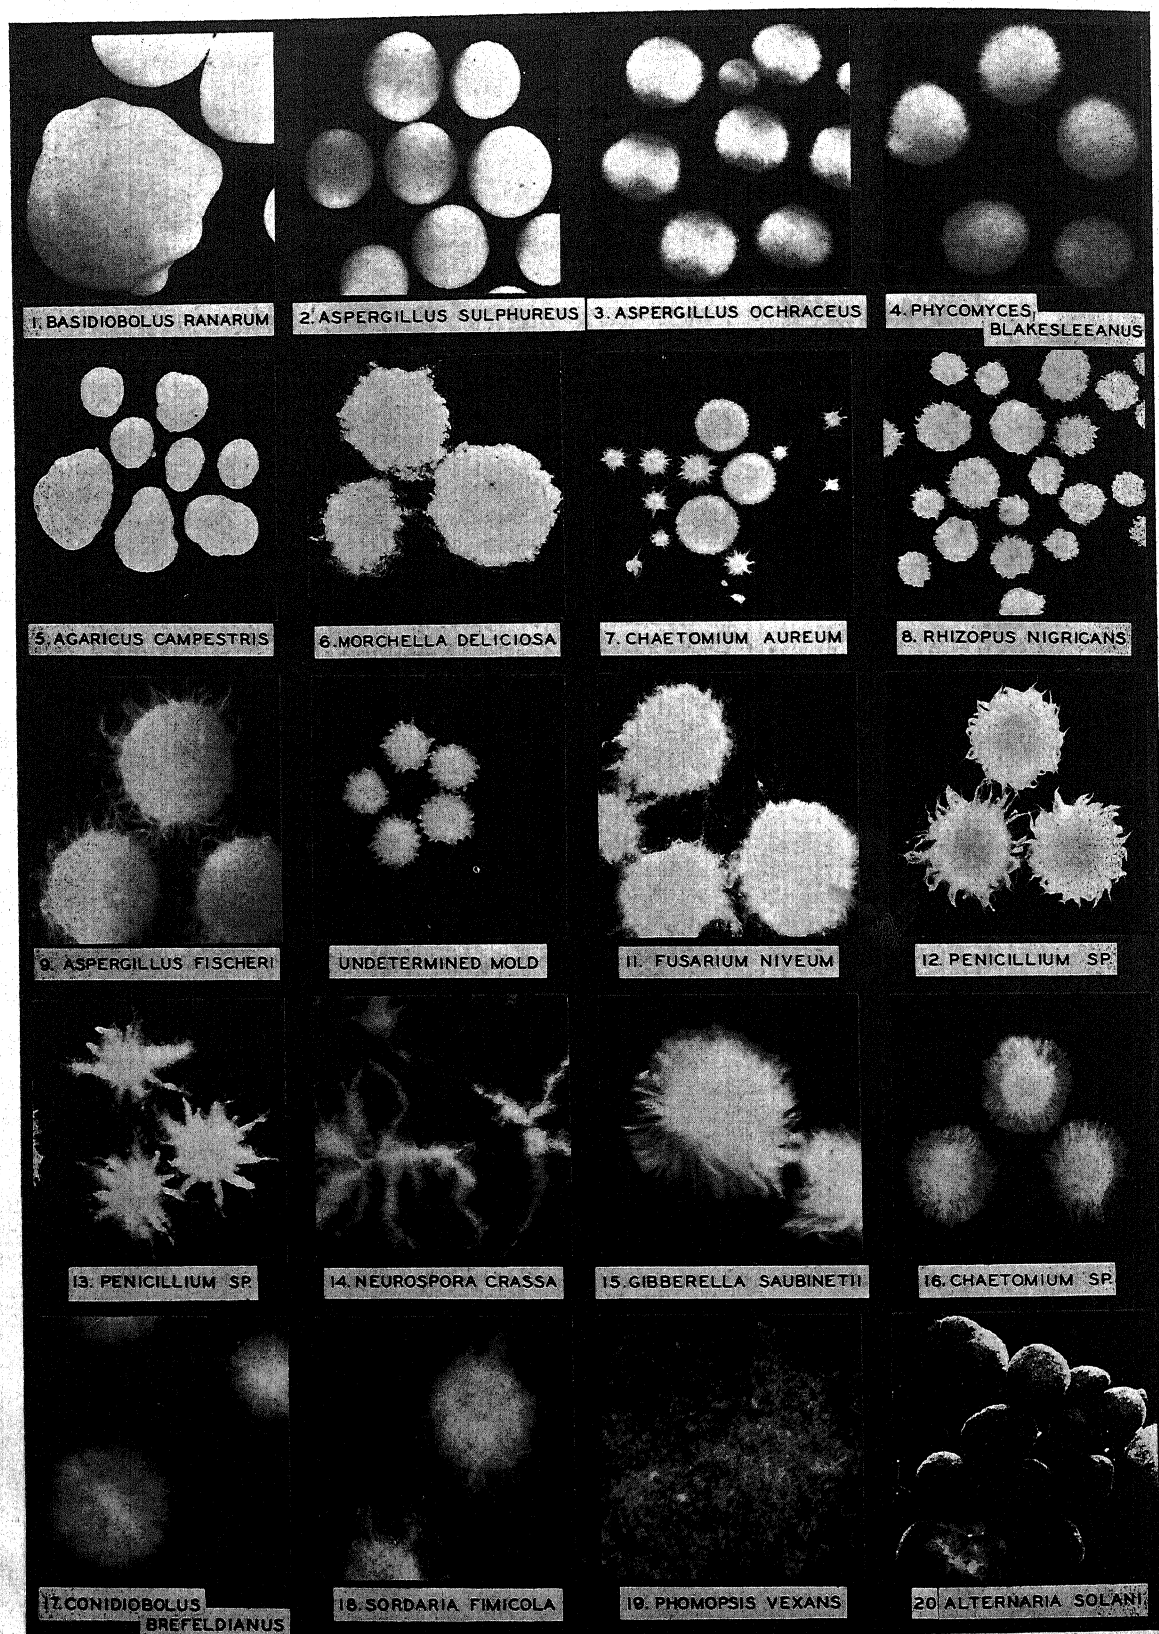 1. BASIDIOBOLUS RANARUM
2. ASPERGILLUS SULPHUREUS
3. ASPERGILLUS OCHRACEUS
4. PHYCOMYCES
BLAKESLEEANUS
5. AGARICUS CAMPESTRIS
6. MORCHELLA DELICIOSA
7. CHAETOMIUM AUREUM
8. RHIZOPUS NIGRICANS
9. ASPERGILLUS FISCHERI
UNDETERMINED MOLD
11. FUSARIUM NIVEUM
12. PENICILLIUM SP.
13. PENICILLIUM SP.
14. NEUROSPORA CRASSA
15. GIBBERELLA SAUBINETII
16. CHAETOMIUM SP.
17. CONIDIOBOLUS
BREFELDIANUS
18. SORDARIA FIMICOLA
19. PHOMOPSIS VEXANS
20 ALTERNARIA SOLANI